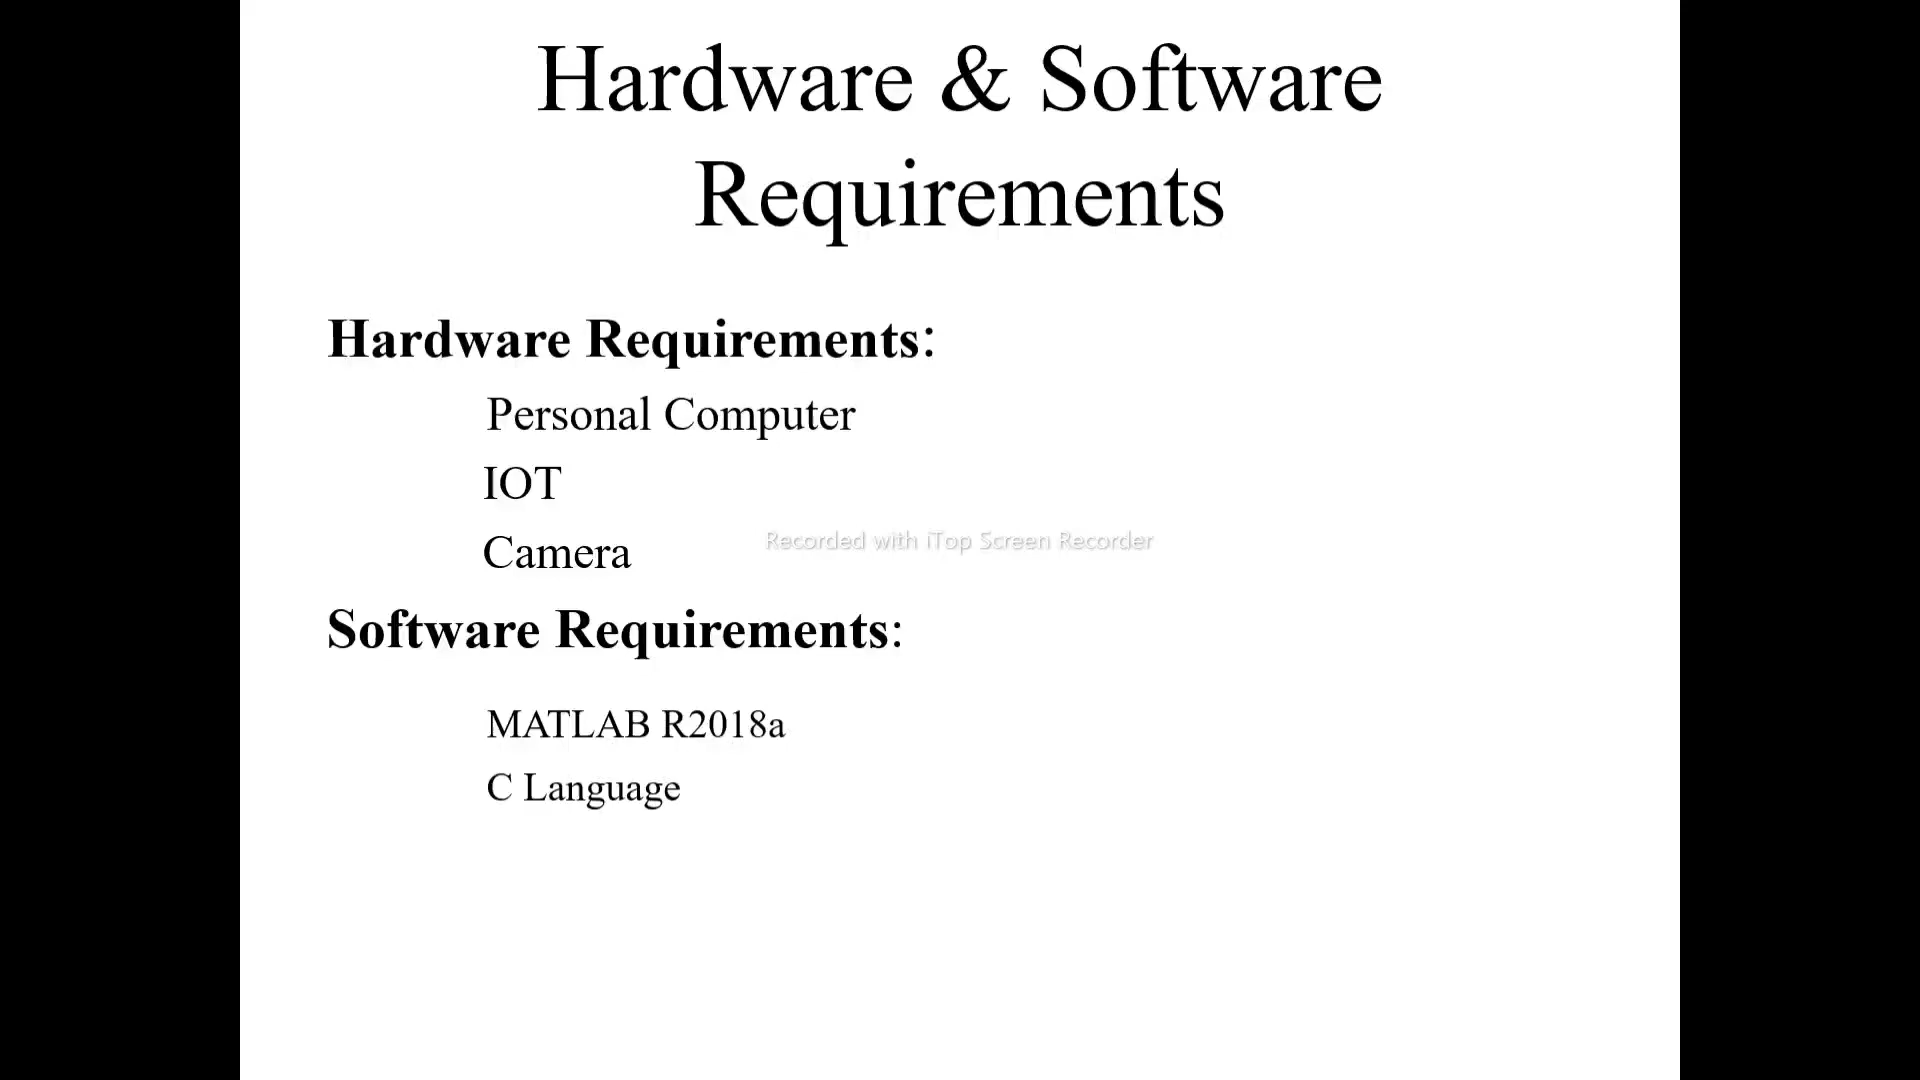 Hardware & Software
Requirements
Hardware Requirements:
Personal Computer
IOT
Camera
Recorded with iTop Screen Recorder
Software Requirements:
MATLAB R2018a
C Language